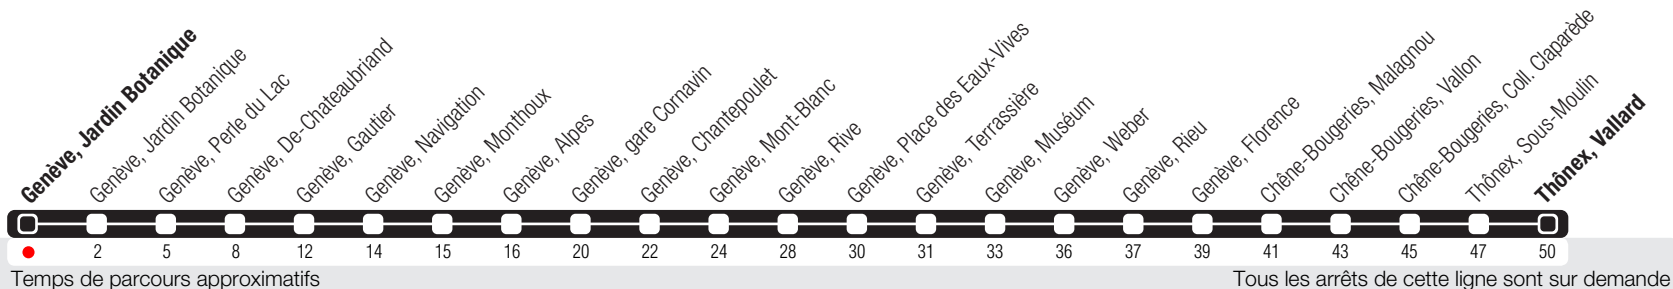 Genève, Jardin Botanique
Genève, Jardin Botanique
Genève, Perle du Lac
Genève, De-Chateaubriand
Genève, Gautier
Genève, Navigation
Genève, Monthoux
Genève, Alpes
Genève, gare Cornavin
Genève, Chantepoulet
Genève, Mont-Blanc
Genève, Rive
Genève, Place des Eaux-Vives
Genève, Terrassière
Genève, Muséum
Genève, Weber
Genève, Rieu
Genève, Florence
Chêne-Bougeries, Malagnou
Chêne-Bougeries, Vallon
Chêne-Bougeries, Coll. Claparède
Thônex, Sous-Moulin
Thônex, Vallard
2 5 8 12 14 15 16 20 22 24 28 30 31 33 36 37 39 41 43 45 47 50
Temps de parcours approximatifs
Tous les arrêts de cette ligne sont sur demande